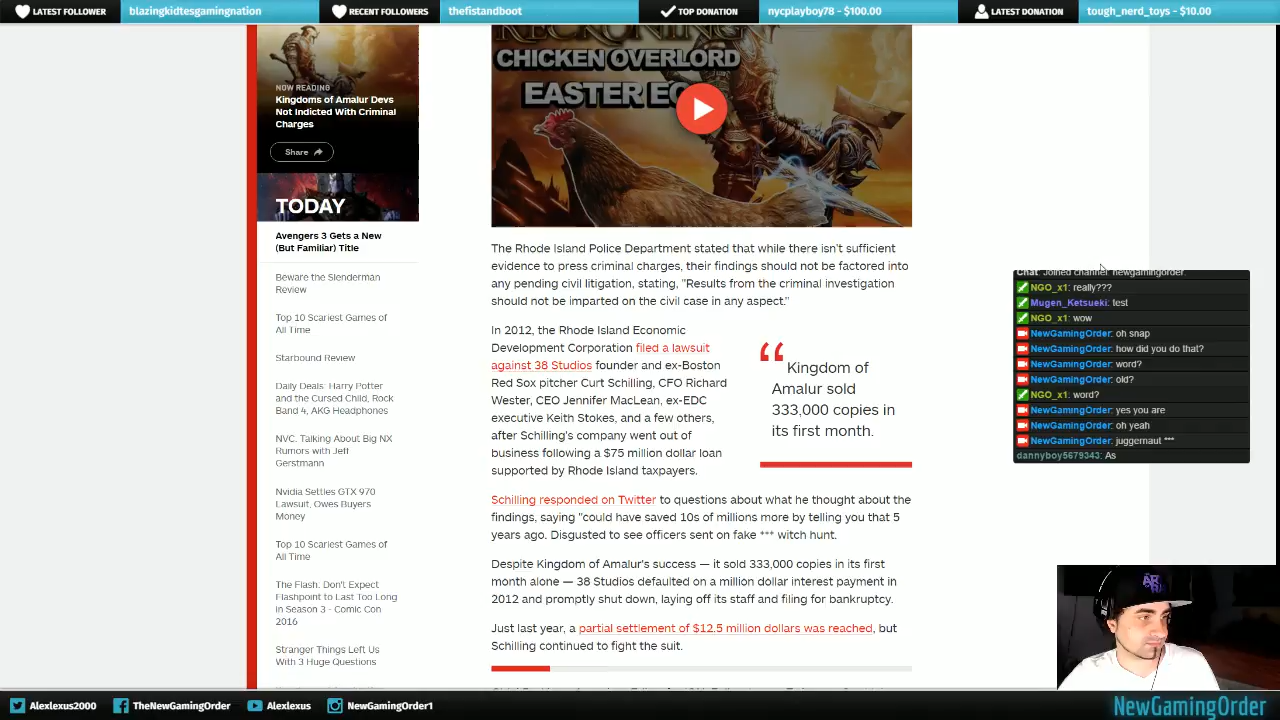 LATEST FOLLOWER
blazingkidtesgamingnation
RECENT FOLLOWERS
thefistandboot
TOP DONATION
nycplayboy78 - $100.00
LATEST DONATION
tough_nerd_toys - $10.00
NOW READING
Kingdoms of Amalur Devs
Not Indicted With Criminal
Charges
Share
TODAY
Avengers 3 Gets a New
(But Familiar) Title
Beware the Slenderman
Review
Top 10 Scariest Games of
All Time
Starbound Review
Daily Deals: Harry Potter
and the Cursed Child, Rock
Band 4, AKG Headphones
NVC: Talking About Big NX
Rumors with Jeff
Gerstmann
Nvidia Settles GTX 970
Lawsuit, Owes Buyers
Money
Top 10 Scariest Games of
All Time
The Flash: Don't Expect
Flashpoint to Last Too Long
in Season 3 - Comic Con
2016
Stranger Things Left Us
With 3 Huge Questions
RECKONING
CHICKEN OVERLORD
EASTER EGG
The Rhode Island Police Department stated that while there isn't sufficient
evidence to press criminal charges, their findings should not be factored into
any pending civil litigation, stating, "Results from the criminal investigation
should not be imparted on the civil case in any aspect."
In 2012, the Rhode Island Economic
Development Corporation filed a lawsuit
against 38 Studios founder and ex-Boston
Red Sox pitcher Curt Schilling, CFO Richard
Wester, CEO Jennifer MacLean, ex-EDC
executive Keith Stokes, and a few others,
after Schilling's company went out of
business following a $75 million dollar loan
supported by Rhode Island taxpayers.
“ Kingdom of
Amalur sold
333,000 copies in
its first month.
Schilling responded on Twitter to questions about what he thought about the
findings, saying "could have saved 10s of millions more by telling you that 5
years ago. Disgusted to see officers sent on fake *** witch hunt.
Despite Kingdom of Amalur's success — it sold 333,000 copies in its first
month alone — 38 Studios defaulted on a million dollar interest payment in
2012 and promptly shut down, laying off its staff and filing for bankruptcy.
Just last year, a partial settlement of $12.5 million dollars was reached, but
Schilling continued to fight the suit.
Chat: Joined channel: newgamingorder.
NGO_x1: really???
Mugen_Ketsueki: test
NGO_x1: wow
NewGamingOrder: oh snap
NewGamingOrder: how did you do that?
NewGamingOrder: word?
NewGamingOrder: old?
NGO_x1: word?
NewGamingOrder: yes you are
NewGamingOrder: oh yeah
NewGamingOrder: juggernaut ***
dannyboy5679343: As
Alexlexus2000
TheNewGamingOrder
Alexlexus
NewGamingOrder1
NewGamingOrder